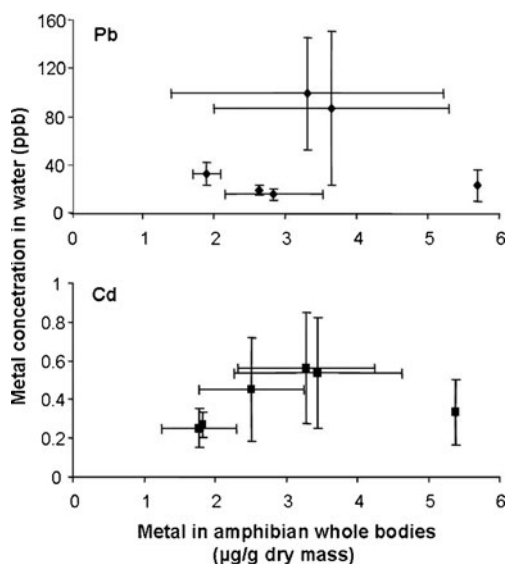 Pb
160
120
80
40
0
0 1 2 3 4 5 6
Metal concetration in water (ppb)
Cd
1
0.8
0.6
0.4
0.2
0
0 1 2 3 4 5 6
Metal in amphibian whole bodies
(µg/g dry mass)